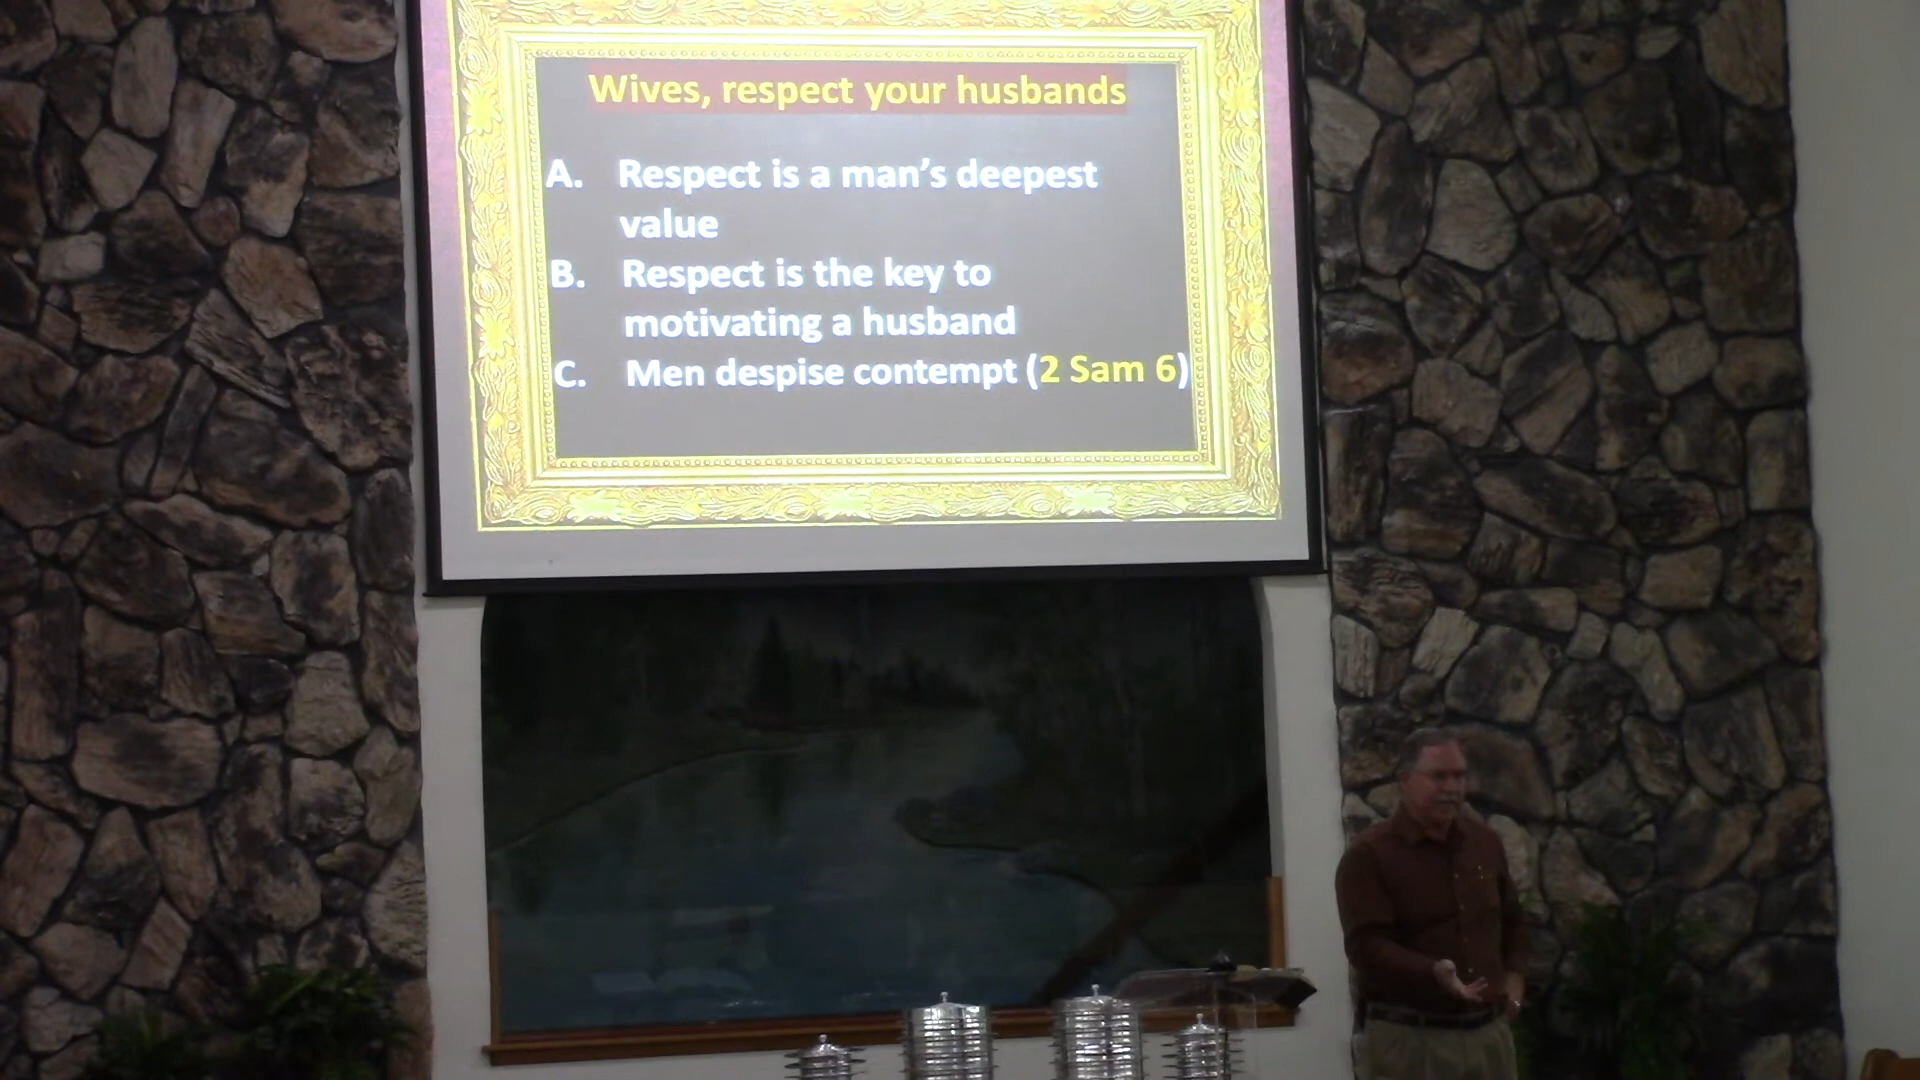 Wives, respect your husbands
A. Respect is a man's deepest
value
B. Respect is the key to
motivating a husband
C. Men despise contempt (2 Sam 6)